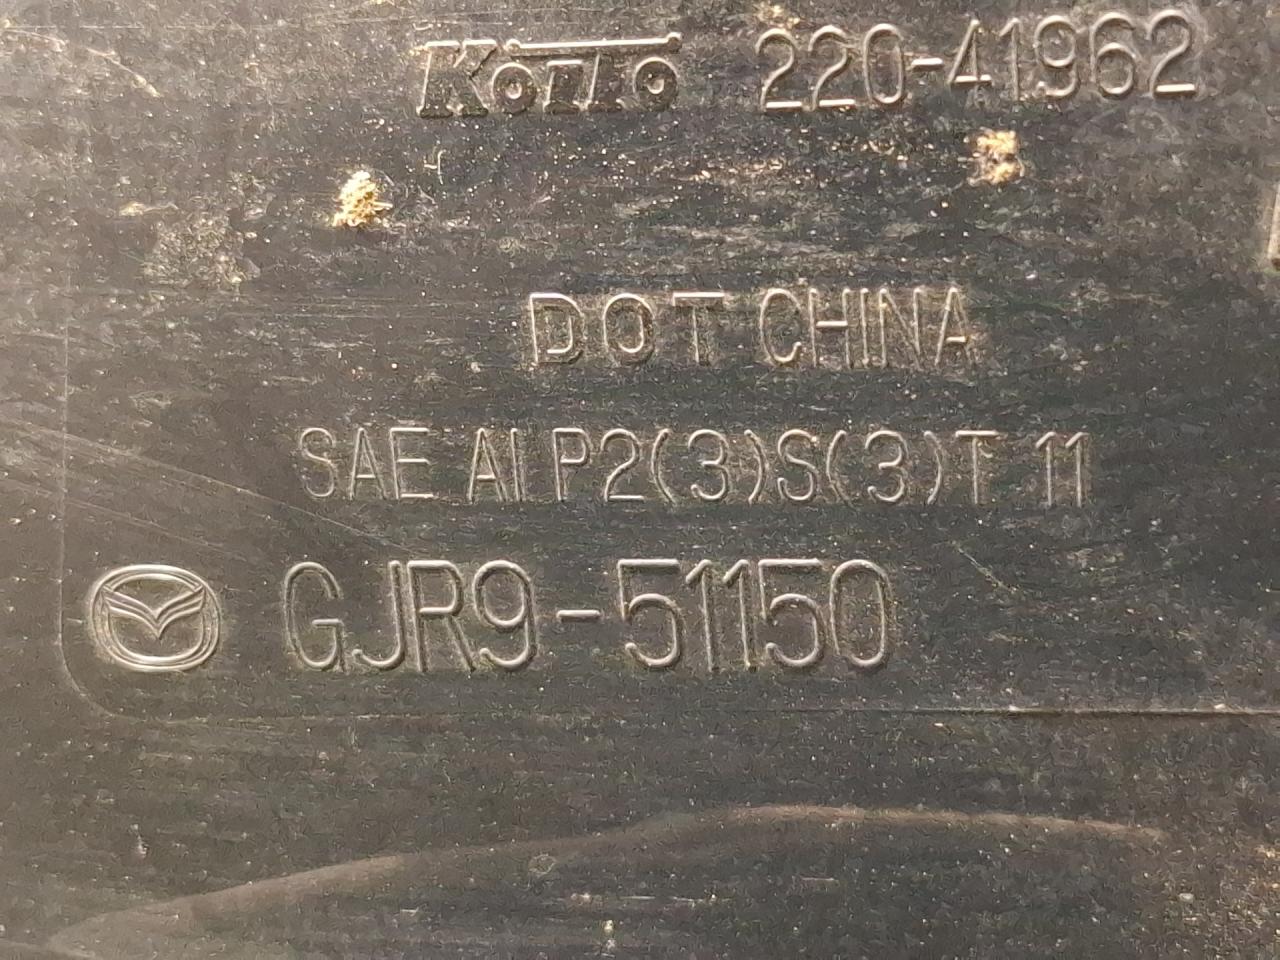 Koito 220-41962
DOT CHINA
SAE AI P2(3)S(3)T 11
GJR9-51150